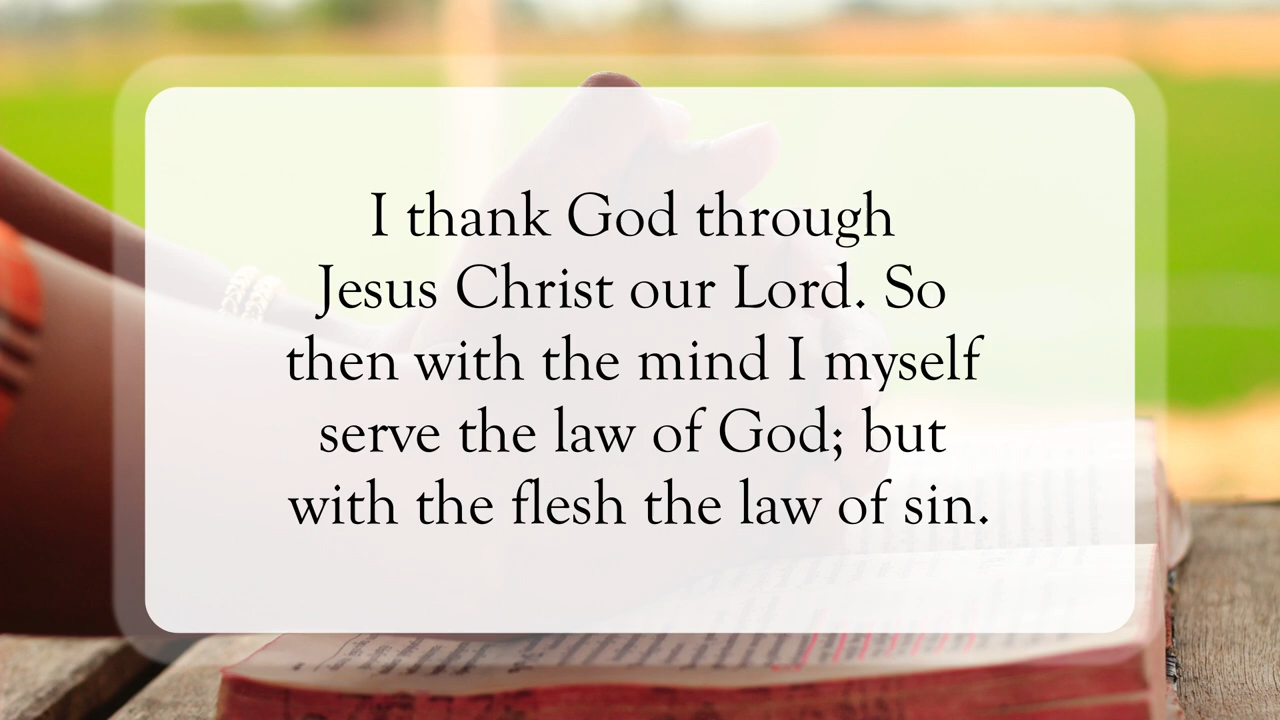 I thank God through
Jesus Christ our Lord. So
then with the mind I myself
serve the law of God; but
with the flesh the law of sin.